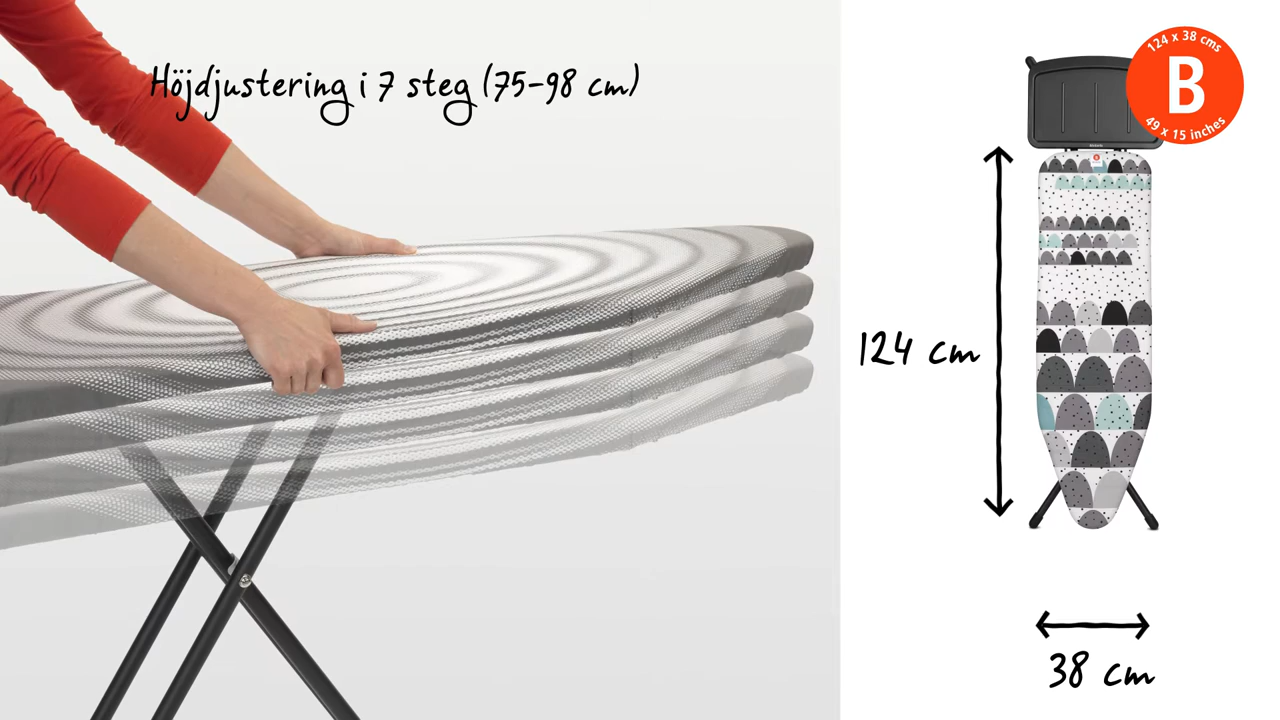 Höjdjustering i 7 steg (75-98 cm)
124 x 38 cms
B
49 x 15 inches
124 cm
38 cm